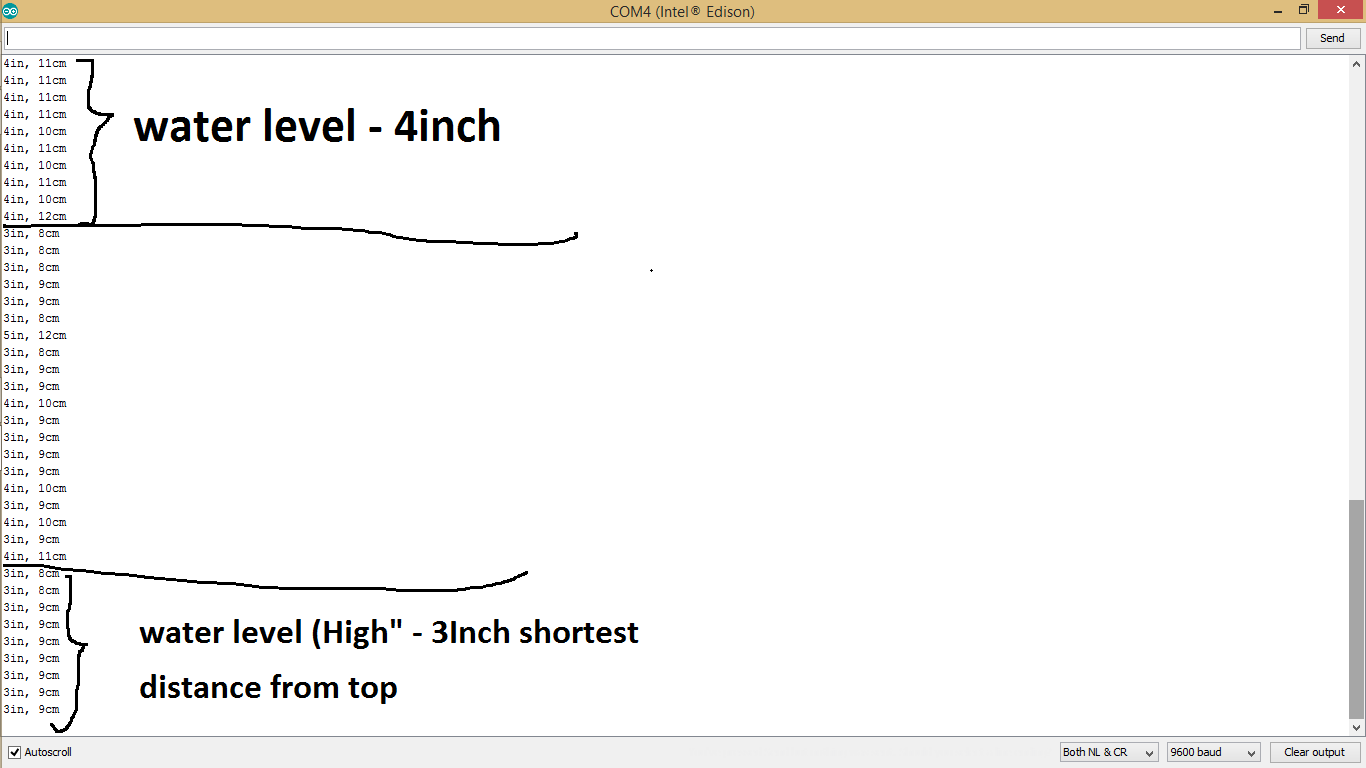 COM4 (Intel® Edison)
Send
4in, 11cm
4in, 11cm
4in, 11cm
4in, 11cm
4in, 10cm
4in, 11cm
4in, 10cm
4in, 11cm
4in, 10cm
4in, 12cm
water level - 4inch
3in, 8cm
3in, 8cm
3in, 8cm
3in, 9cm
3in, 9cm
3in, 8cm
5in, 12cm
3in, 8cm
3in, 9cm
3in, 9cm
4in, 10cm
3in, 9cm
3in, 9cm
3in, 9cm
3in, 9cm
4in, 10cm
3in, 9cm
4in, 10cm
3in, 9cm
4in, 11cm
3in, 8cm
3in, 8cm
3in, 9cm
3in, 9cm
3in, 9cm
3in, 9cm
3in, 9cm
3in, 9cm
3in, 9cm
water level (High" - 3Inch shortest
distance from top
Autoscroll
Both NL & CR
9600 baud
Clear output